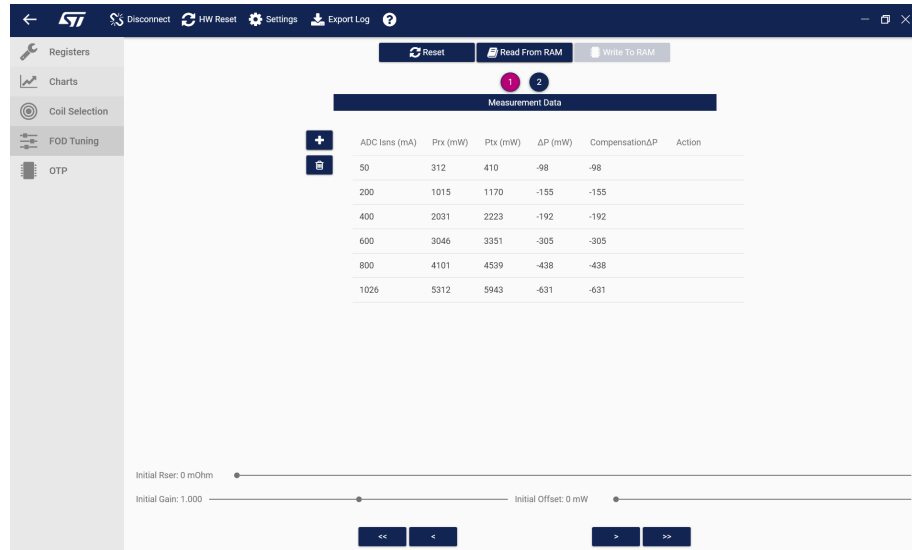 ST Disconnect HW Reset Settings Export Log ?
Registers
Charts
Coil Selection
FOD Tuning
OTP
Reset Read From RAM Write To RAM
1 2
Measurement Data
ADC Isns (mA) Prx (mW) Ptx (mW) ΔP (mW) CompensationΔP Action
50 312 410 -98 -98
200 1015 1170 -155 -155
400 2031 2223 -192 -192
600 3046 3351 -305 -305
800 4101 4539 -438 -438
1026 5312 5943 -631 -631
Initial Rser: 0 mOhm
Initial Gain: 1.000 Initial Offset: 0 mW
<< < > >>